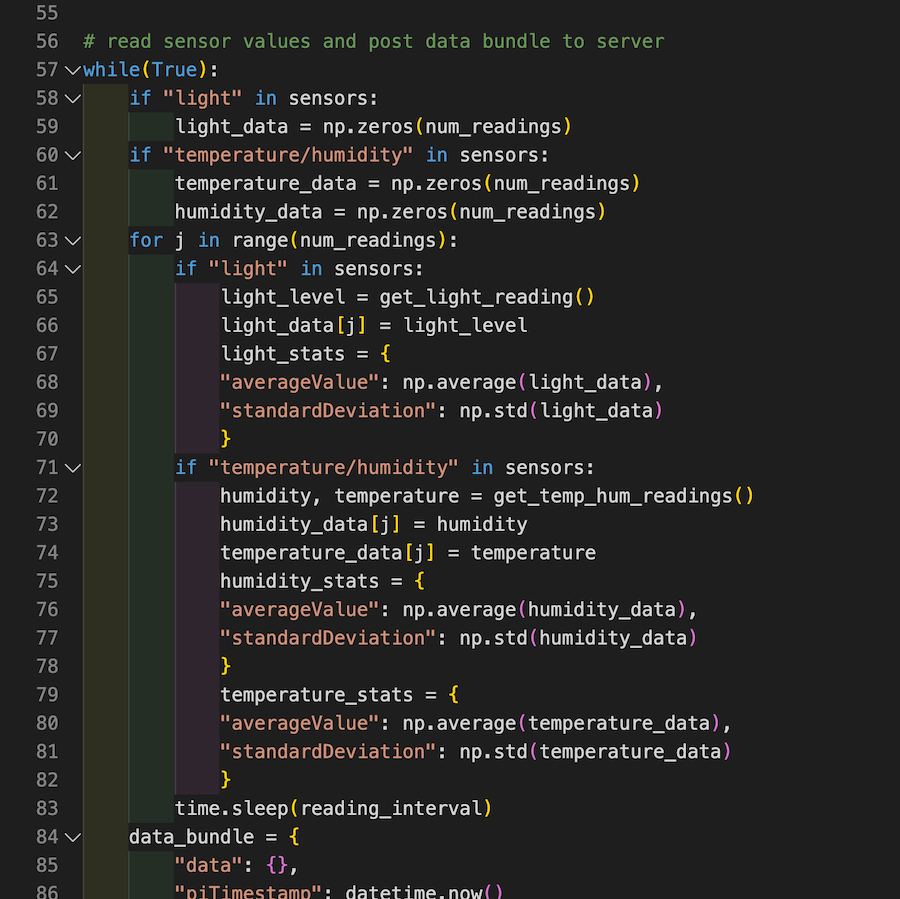 55
56 # read sensor values and post data bundle to server
57 while(True):
58     if "light" in sensors:
59         light_data = np.zeros(num_readings)
60     if "temperature/humidity" in sensors:
61         temperature_data = np.zeros(num_readings)
62         humidity_data = np.zeros(num_readings)
63     for j in range(num_readings):
64         if "light" in sensors:
65             light_level = get_light_reading()
66             light_data[j] = light_level
67             light_stats = {
68             "averageValue": np.average(light_data),
69             "standardDeviation": np.std(light_data)
70             }
71         if "temperature/humidity" in sensors:
72             humidity, temperature = get_temp_hum_readings()
73             humidity_data[j] = humidity
74             temperature_data[j] = temperature
75             humidity_stats = {
76             "averageValue": np.average(humidity_data),
77             "standardDeviation": np.std(humidity_data)
78             }
79             temperature_stats = {
80             "averageValue": np.average(temperature_data),
81             "standardDeviation": np.std(temperature_data)
82             }
83         time.sleep(reading_interval)
84     data_bundle = {
85         "data": {},
86         "piTimestamp": datetime.now()